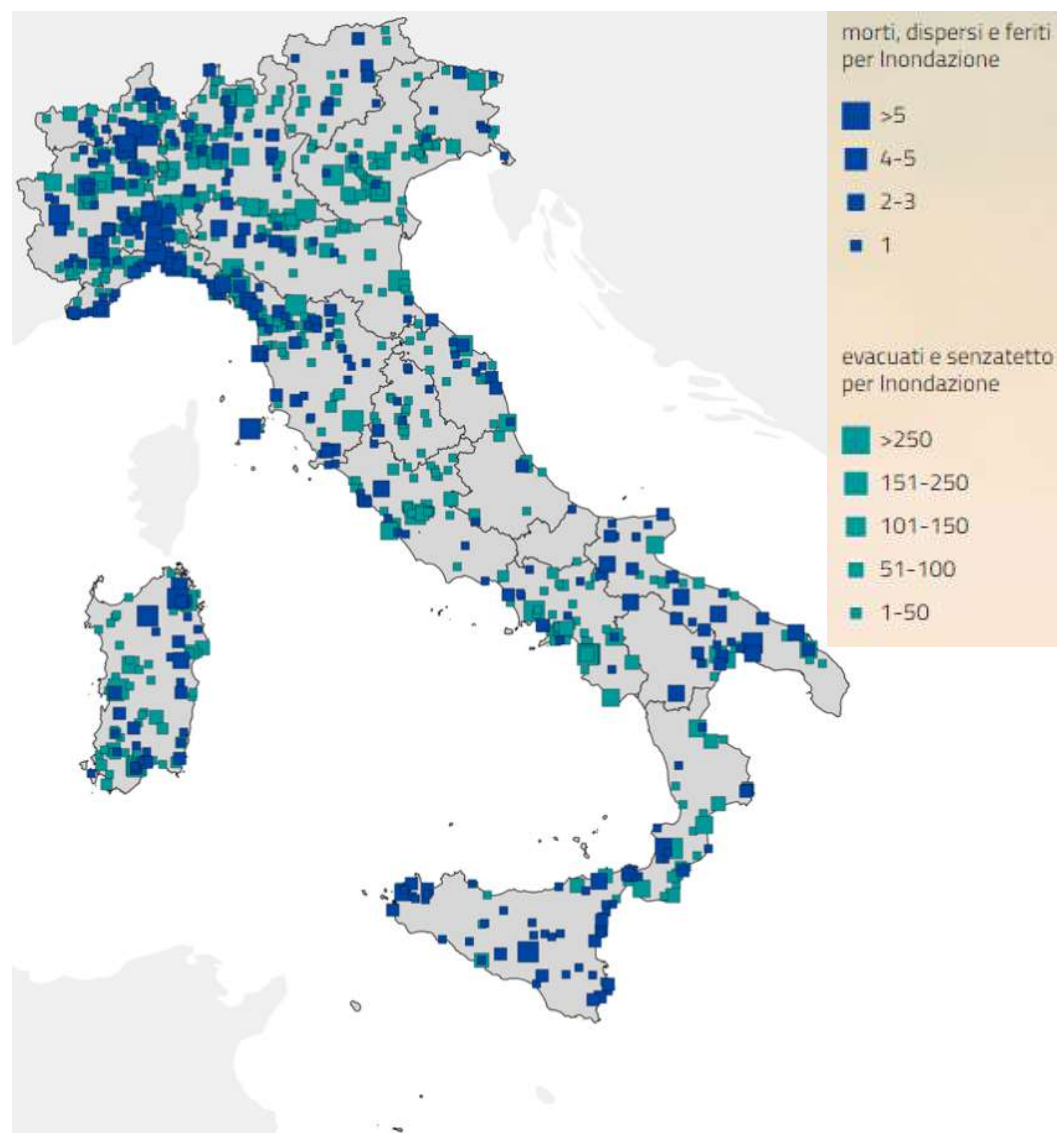 morti, dispersi e feriti
per Inondazione
>5
4-5
2-3
1
evacuati e senzatetto
per Inondazione
>250
151-250
101-150
51-100
1-50